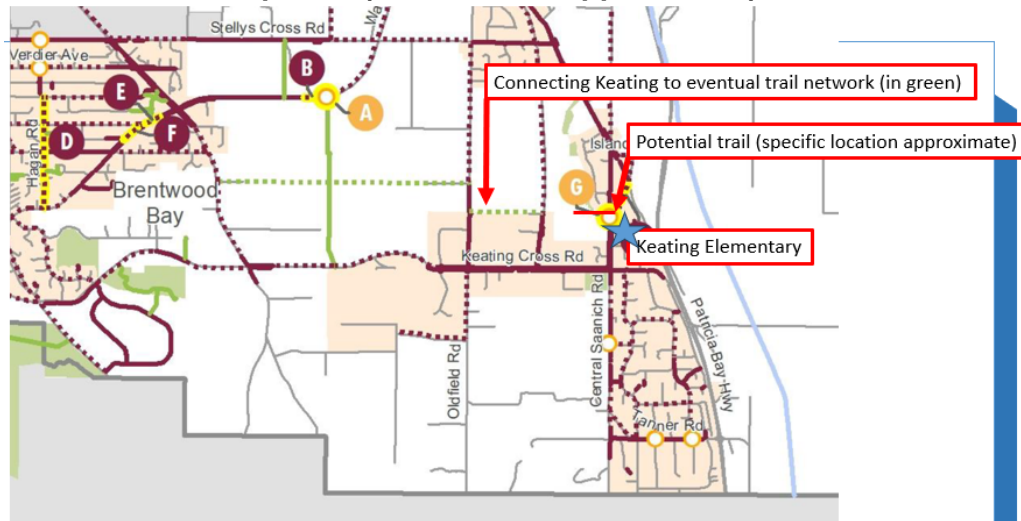 Stellys Cross Rd
Wa
Verdier Ave
B
Connecting Keating to eventual trail network (in green)
E
A
F
D
Hagan Rd
Island
Potential trail (specific location approximate)
G
Brentwood
Bay
Keating Elementary
Keating Cross Rd
Oldfield Rd
Central Saanich Rd
Patricia Bay Hwy
Tanner Rd